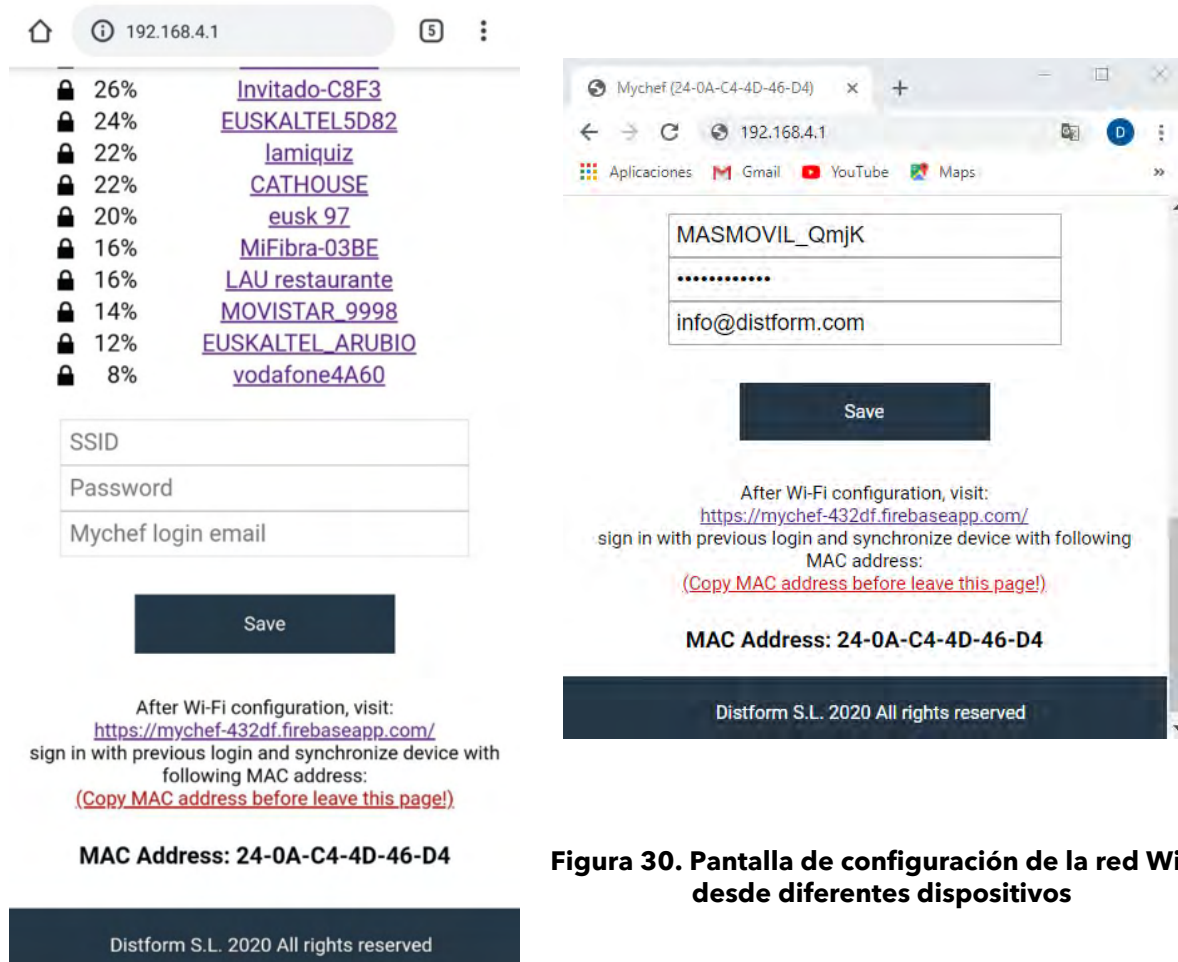 192.168.4.1
5
26% Invitado-C8F3
24% EUSKALTEL5D82
22% lamiquiz
22% CATHOUSE
20% eusk 97
16% MiFibra-03BE
16% LAU restaurante
14% MOVISTAR_9998
12% EUSKALTEL_ARUBIO
8% vodafone4A60
SSID
Password
Mychef login email
Save
After Wi-Fi configuration, visit:
https://mychef-432df.firebaseapp.com/
sign in with previous login and synchronize device with
following MAC address:
(Copy MAC address before leave this page!)
MAC Address: 24-0A-C4-4D-46-D4
Distform S.L. 2020 All rights reserved
Mychef (24-0A-C4-4D-46-D4)
192.168.4.1
D
Aplicaciones Gmail YouTube Maps »
MASMOVIL_QmjK
••••••••••••
info@distform.com
Save
After Wi-Fi configuration, visit:
https://mychef-432df.firebaseapp.com/
sign in with previous login and synchronize device with following
MAC address:
(Copy MAC address before leave this page!)
MAC Address: 24-0A-C4-4D-46-D4
Distform S.L. 2020 All rights reserved
Figura 30. Pantalla de configuración de la red Wi
desde diferentes dispositivos